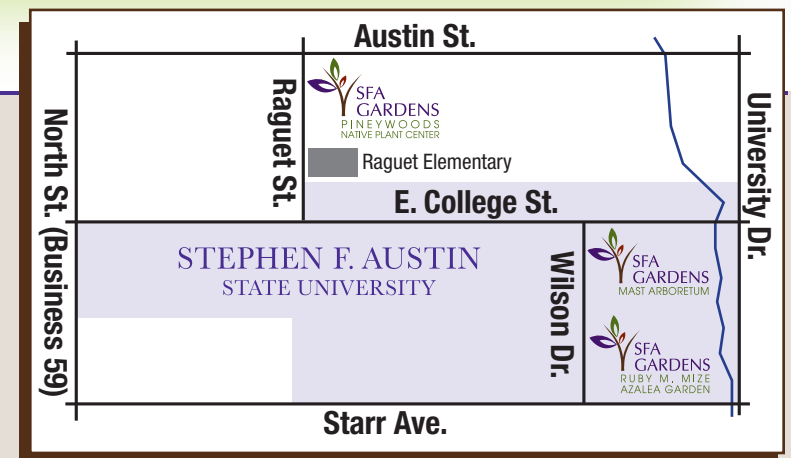 Austin St.
North St. (Business 59)
Raguet St.
SFA
GARDENS
PINEYWOODS
NATIVE PLANT CENTER
Raguet Elementary
University Dr.
E. College St.
STEPHEN F. AUSTIN
STATE UNIVERSITY
Wilson Dr.
SFA
GARDENS
MAST ARBORETUM
SFA
GARDENS
RUBY M. MIZE
AZALEA GARDEN
Starr Ave.